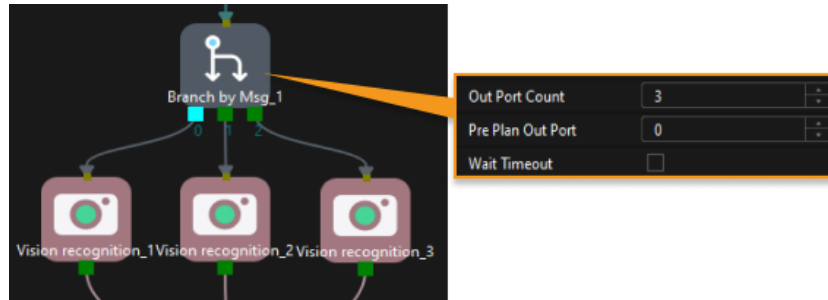 Branch by Msg_1
0 1 2
Vision recognition_1 Vision recognition_2 Vision recognition_3
Out Port Count 3
Pre Plan Out Port 0
Wait Timeout